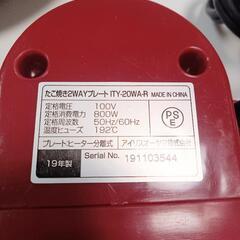 たこ焼き2WAYプレート ITY-20WA-R MADE IN CHINA
定格電圧 100V
定格消費電力 800W
定格周波数 50Hz/60Hz
温度ヒューズ 192℃
PSE
プレートヒーター分離式 アイリスオーヤマ株式会社
19年製 Serial No. 191103544